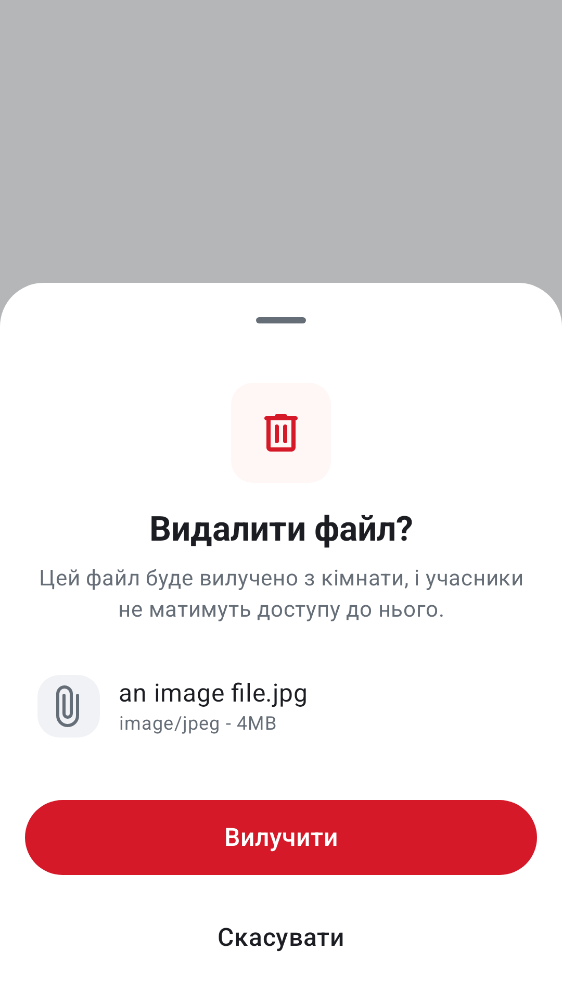 Видалити файл?
Цей файл буде вилучено з кімнати, і учасники
не матимуть доступу до нього.
an image file.jpg
image/jpeg - 4MB
Вилучити
Скасувати